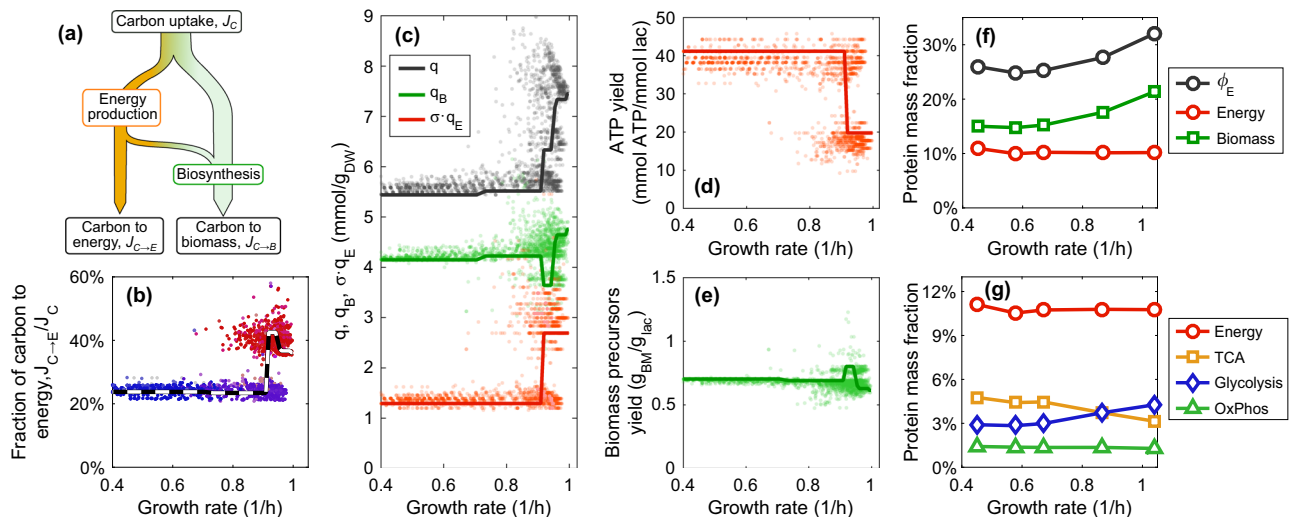 (a)
Carbon uptake, J_C
Energy
production
Biosynthesis
Carbon to
energy, J_C→E
Carbon to
biomass, J_C→B
(b)
Fraction of carbon to
energy, J_C→E/J_C
60%
40%
20%
0%
0.4
0.6
0.8
1
Growth rate (1/h)
(c)
q, q_B, σ·q_E (mmol/g_DW)
9
8
7
6
5
4
3
2
1
0
q
q_B
σ·q_E
0.4
0.6
0.8
1
Growth rate (1/h)
(d)
ATP yield
(mmol ATP/mmol lac)
50
40
30
20
10
0
0.4
0.6
0.8
1
Growth rate (1/h)
(e)
Biomass precursors
yield (g_BM/g_lac)
1.5
1
0.5
0
0.4
0.6
0.8
1
Growth rate (1/h)
(f)
Protein mass fraction
30%
20%
10%
0%
0.4
0.6
0.8
1
Growth rate (1/h)
ϕ_E
Energy
Biomass
(g)
Protein mass fraction
12%
9%
6%
3%
0%
0.4
0.6
0.8
1
Growth rate (1/h)
Energy
TCA
Glycolysis
OxPhos